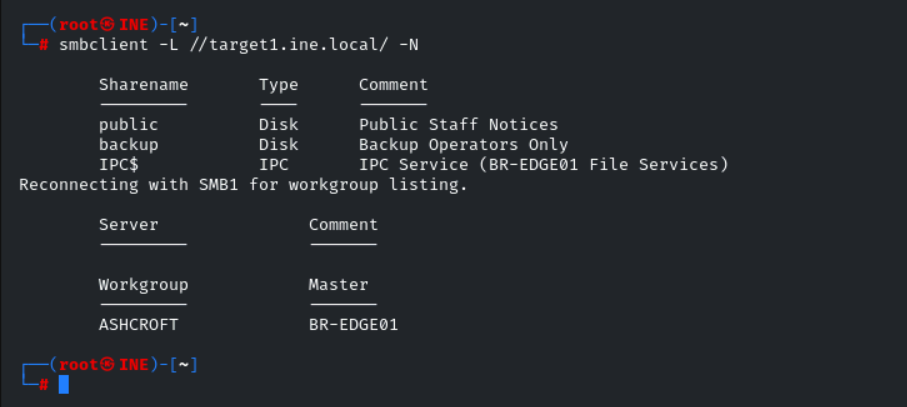 ┌──(root㉿INE)-[~]
└─# smbclient -L //target1.ine.local/ -N
Sharename Type Comment
--------- ---- -------
public Disk Public Staff Notices
backup Disk Backup Operators Only
IPC$ IPC IPC Service (BR-EDGE01 File Services)
Reconnecting with SMB1 for workgroup listing.
Server Comment
--------- -------
Workgroup Master
--------- -------
ASHCROFT BR-EDGE01
┌──(root㉿INE)-[~]
└─#